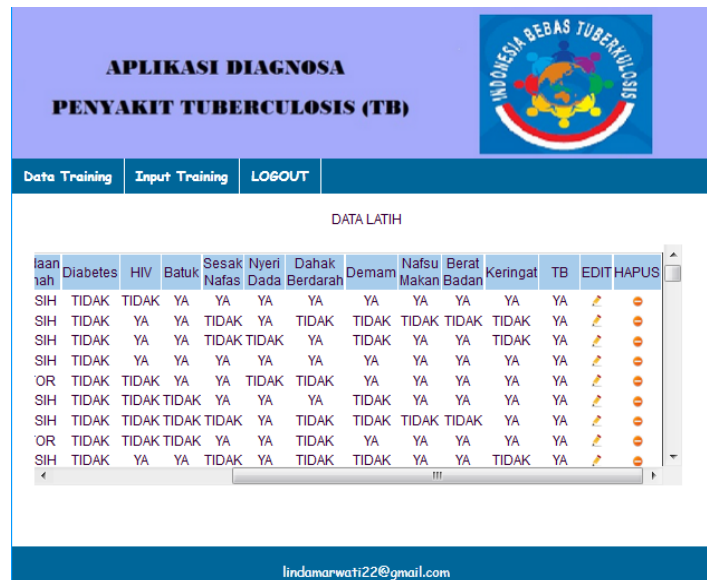 APLIKASI DIAGNOSA
PENYAKIT TUBERCULOSIS (TB)
INDONESIA BEBAS TUBERKULOSIS
Data Training Input Training LOGOUT
DATA LATIH
Diabetes HIV Batuk Sesak Nafas Nyeri Dada Dahak Berdarah Demam Nafsu Makan Berat Badan Keringat TB EDIT HAPUS
SIH TIDAK TIDAK YA YA YA YA YA YA YA YA YA
SIH TIDAK YA YA TIDAK YA TIDAK TIDAK TIDAK TIDAK TIDAK YA
SIH TIDAK YA YA TIDAK TIDAK YA TIDAK YA YA TIDAK YA
SIH TIDAK YA YA YA YA YA YA YA YA YA YA
OR TIDAK TIDAK YA YA TIDAK TIDAK YA YA YA YA YA
SIH TIDAK TIDAK TIDAK YA YA YA TIDAK YA YA YA YA
SIH TIDAK TIDAK TIDAK TIDAK YA TIDAK TIDAK TIDAK TIDAK YA YA
OR TIDAK TIDAK TIDAK YA YA TIDAK YA YA YA YA YA
SIH TIDAK YA YA TIDAK YA TIDAK TIDAK YA YA TIDAK YA
lindamarwati22@gmail.com